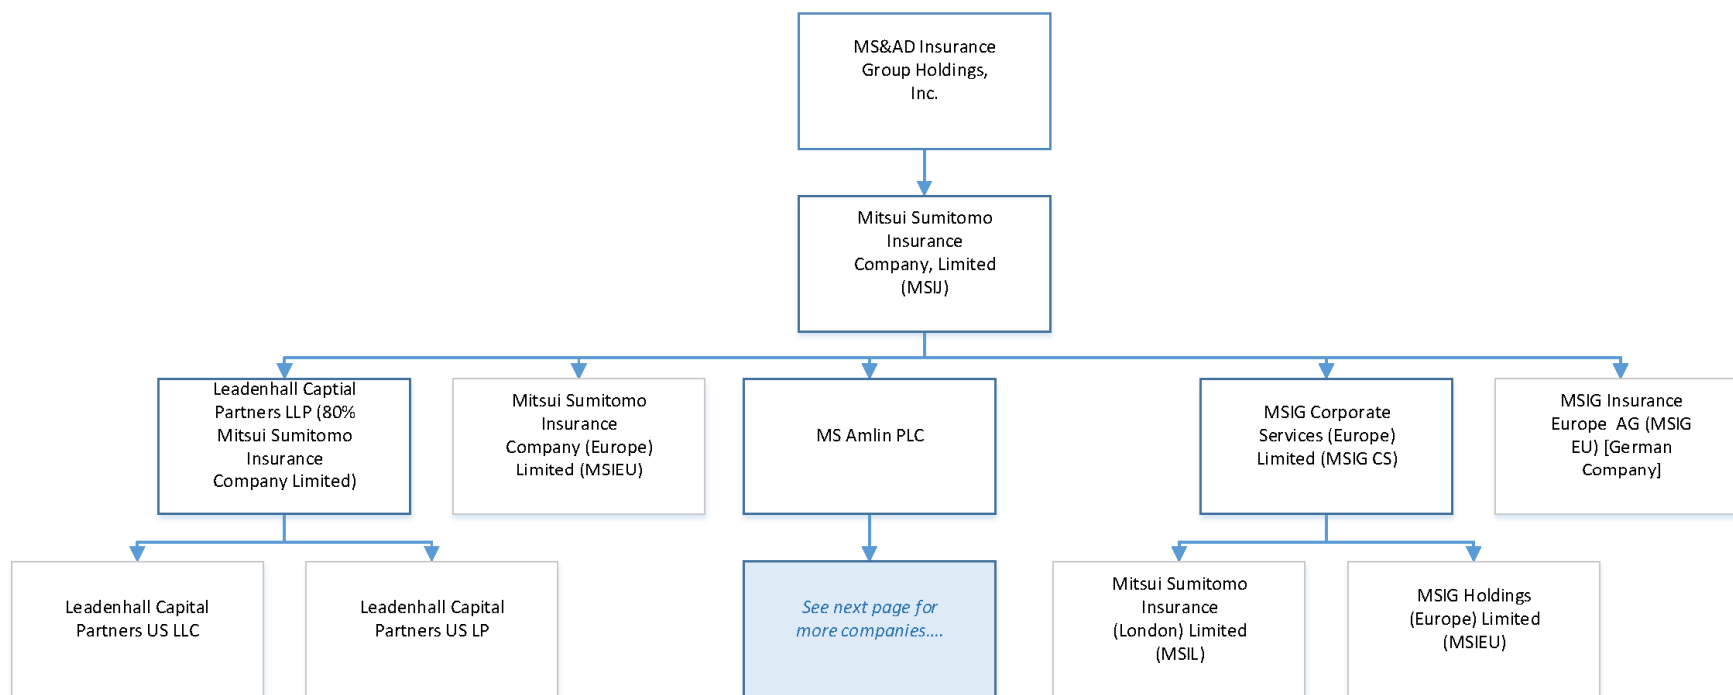 MS&AD Insurance
Group Holdings,
Inc.
Mitsui Sumitomo
Insurance
Company, Limited
(MSIJ)
Leadenhall Captial
Partners LLP (80%
Mitsui Sumitomo
Insurance
Company Limited)
Mitsui Sumitomo
Insurance
Company (Europe)
Limited (MSIEU)
MS Amlin PLC
MSIG Corporate
Services (Europe)
Limited (MSIG CS)
MSIG Insurance
Europe AG (MSIG
EU) [German
Company]
Leadenhall Capital
Partners US LLC
Leadenhall Capital
Partners US LP
See next page for
more companies....
Mitsui Sumitomo
Insurance
(London) Limited
(MSIL)
MSIG Holdings
(Europe) Limited
(MSIEU)